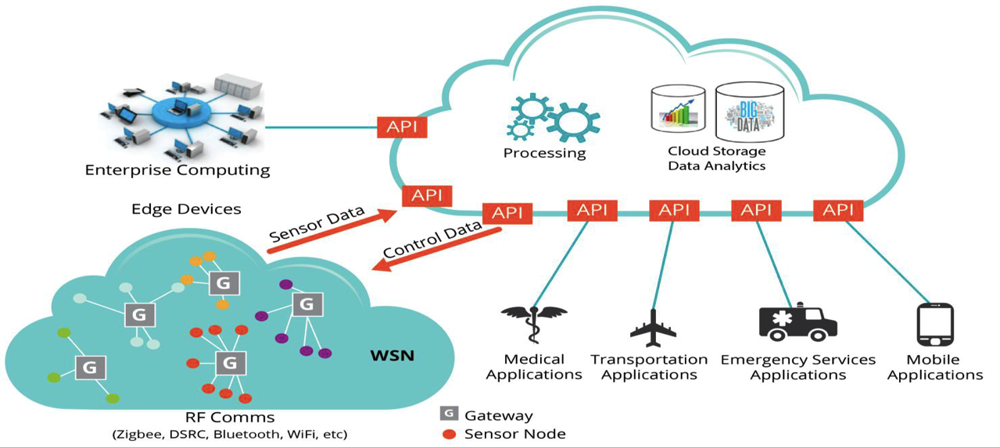 API
Enterprise Computing
Processing
BIG
DATA
Cloud Storage
Data Analytics
Edge Devices
Sensor Data
API
Control Data
API
API
API
API
API
G
G
G
G
G
WSN
Medical
Applications
Transportation
Applications
Emergency Services
Applications
Mobile
Applications
RF Comms
(Zigbee, DSRC, Bluetooth, WiFi, etc)
G Gateway
Sensor Node